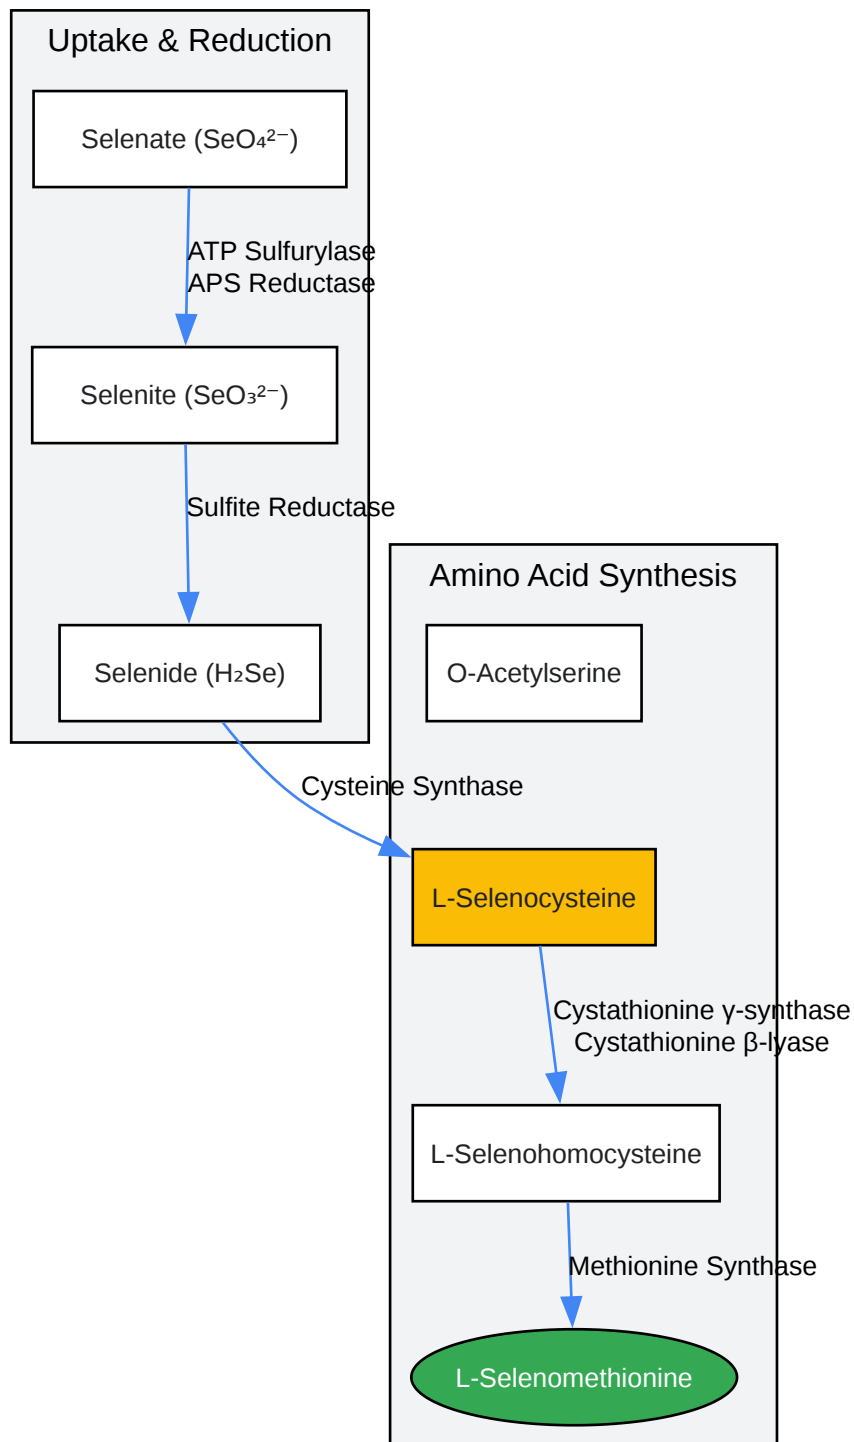 Uptake & Reduction
Selenate (SeO₄²⁻)
ATP Sulfurylase
APS Reductase
Selenite (SeO₃²⁻)
Sulfite Reductase
Selenide (H₂Se)
Amino Acid Synthesis
O-Acetylserine
Cysteine Synthase
L-Selenocysteine
Cystathionine γ-synthase
Cystathionine β-lyase
L-Selenohomocysteine
Methionine Synthase
L-Selenomethionine